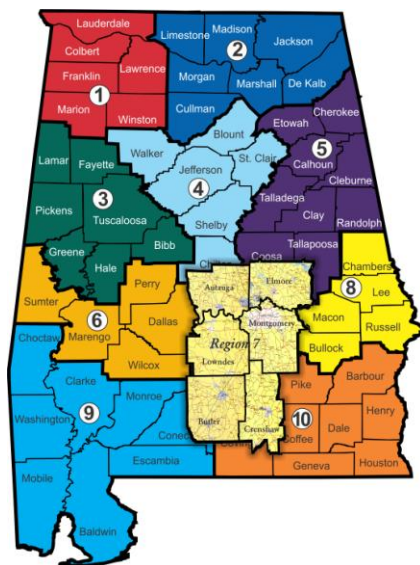 Lauderdale
Limestone
Madison
Jackson
Colbert
2
Franklin
Lawrence
Morgan
Marshall
De Kalb
1
Marion
Winston
Cullman
Cherokee
Blount
Etowah
Walker
St. Clair
5
Lamar
Fayette
Jefferson
Calhoun
4
Cleburne
3
Talladega
Pickens
Tuscaloosa
Shelby
Clay
Randolph
Bibb
Greene
Hale
Coosa
Tallapoosa
Chambers
Perry
Autauga
Elmore
8
Lee
Sumter
6
Dallas
Montgomery
Macon
Russell
Marengo
Region 7
Choctaw
Lowndes
Bullock
Wilcox
Clarke
Pike
Barbour
9
Monroe
Washington
Butler
10
Henry
Crenshaw
Coffee
Dale
Escambia
Geneva
Houston
Mobile
Baldwin